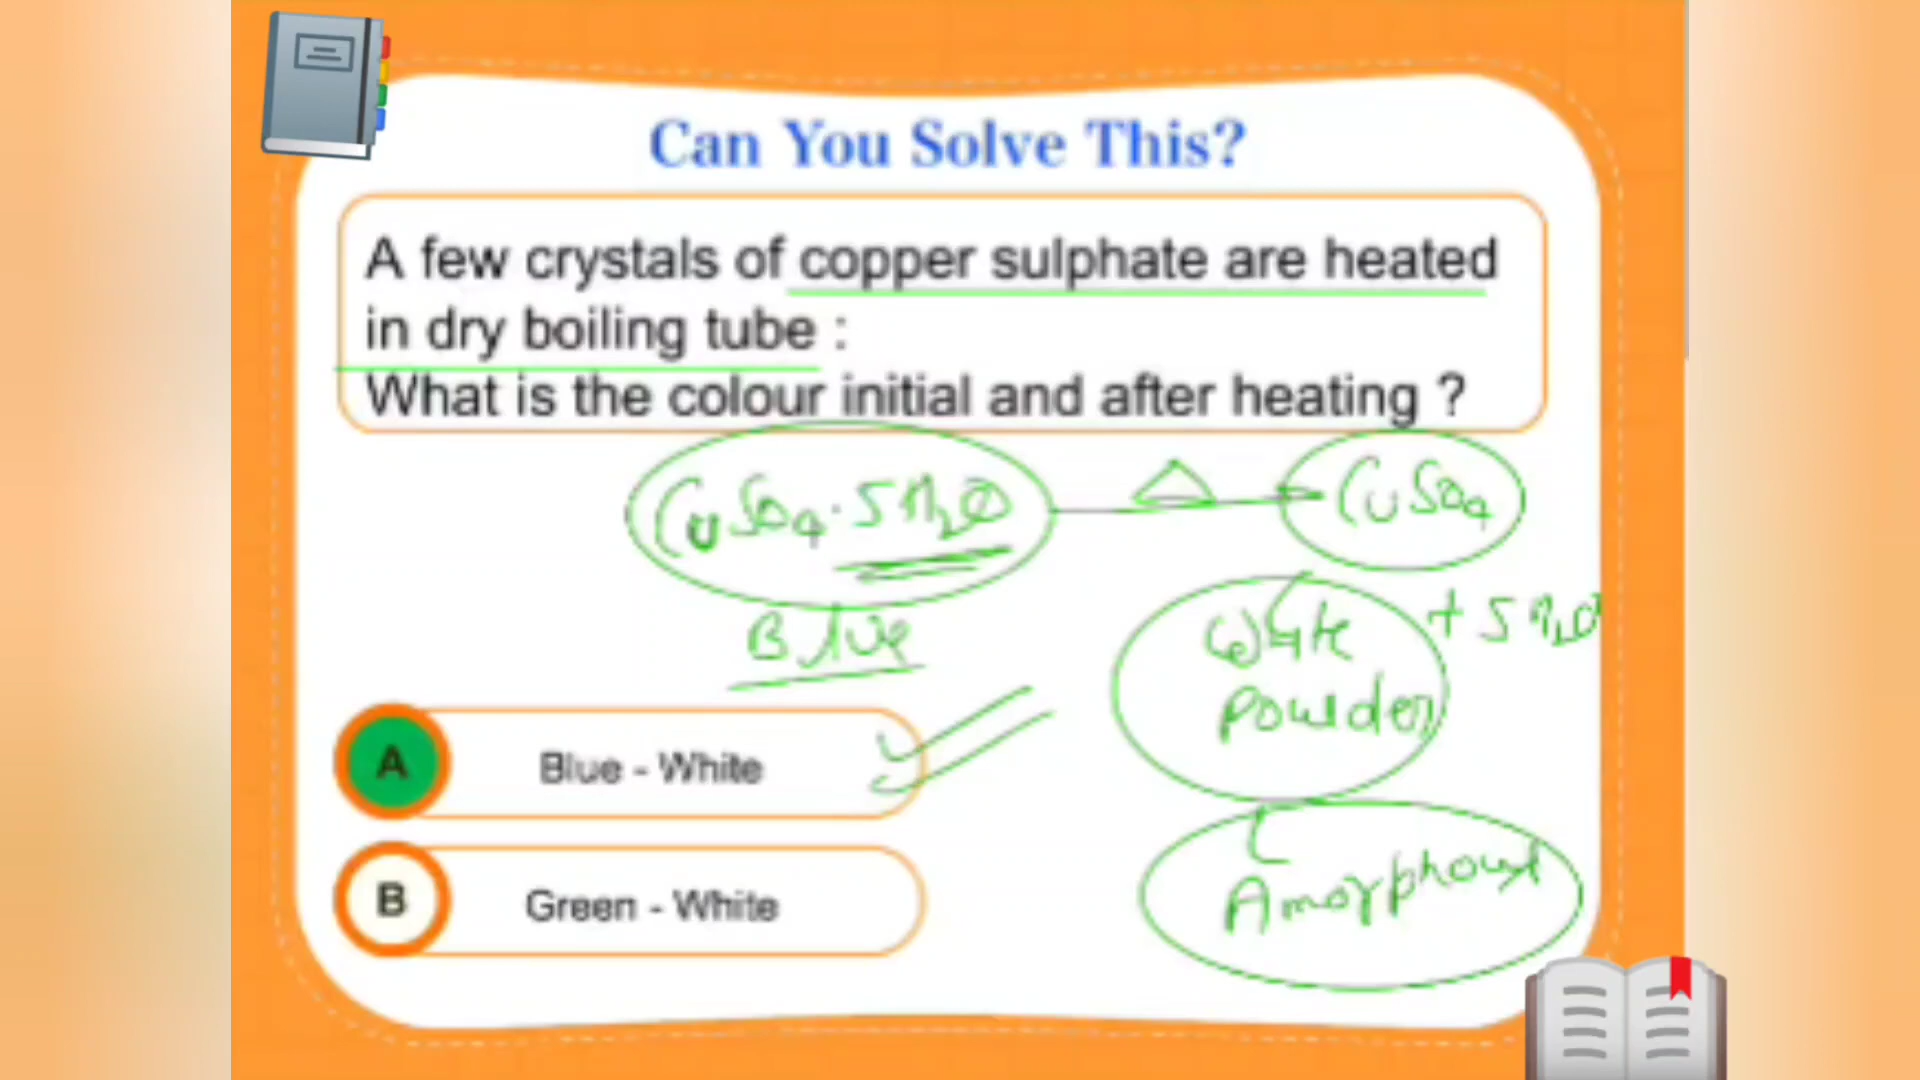 Can You Solve This?
A few crystals of copper sulphate are heated
in dry boiling tube :
What is the colour initial and after heating ?
CuSO4·5H2O → CuSO4
Δ
+ 5H2O
Blue
White
powder
Amorphous
A Blue - White
B Green - White